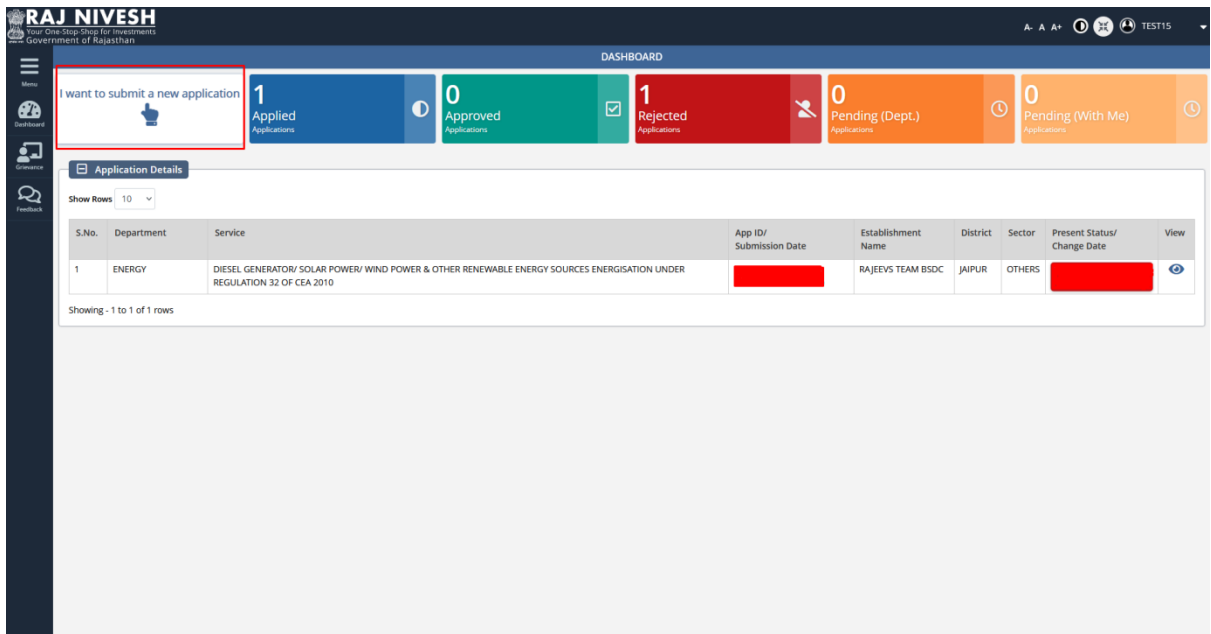 RAJ NIVESH
Your One-Stop-Shop for Investments
Government of Rajasthan
A- A A+ TEST15
DASHBOARD
Menu
Dashboard
Grievance
Feedback
I want to submit a new application
1
Applied
Applications
0
Approved
Applications
1
Rejected
Applications
0
Pending (Dept.)
Applications
0
Pending (With Me)
Applications
Application Details
Show Rows 10
S.No. Department Service App ID/ Submission Date Establishment Name District Sector Present Status/ Change Date View
1 ENERGY DIESEL GENERATOR/ SOLAR POWER/ WIND POWER & OTHER RENEWABLE ENERGY SOURCES ENERGISATION UNDER REGULATION 32 OF CEA 2010 RAJEEVS TEAM BSDC JAIPUR OTHERS
Showing - 1 to 1 of 1 rows